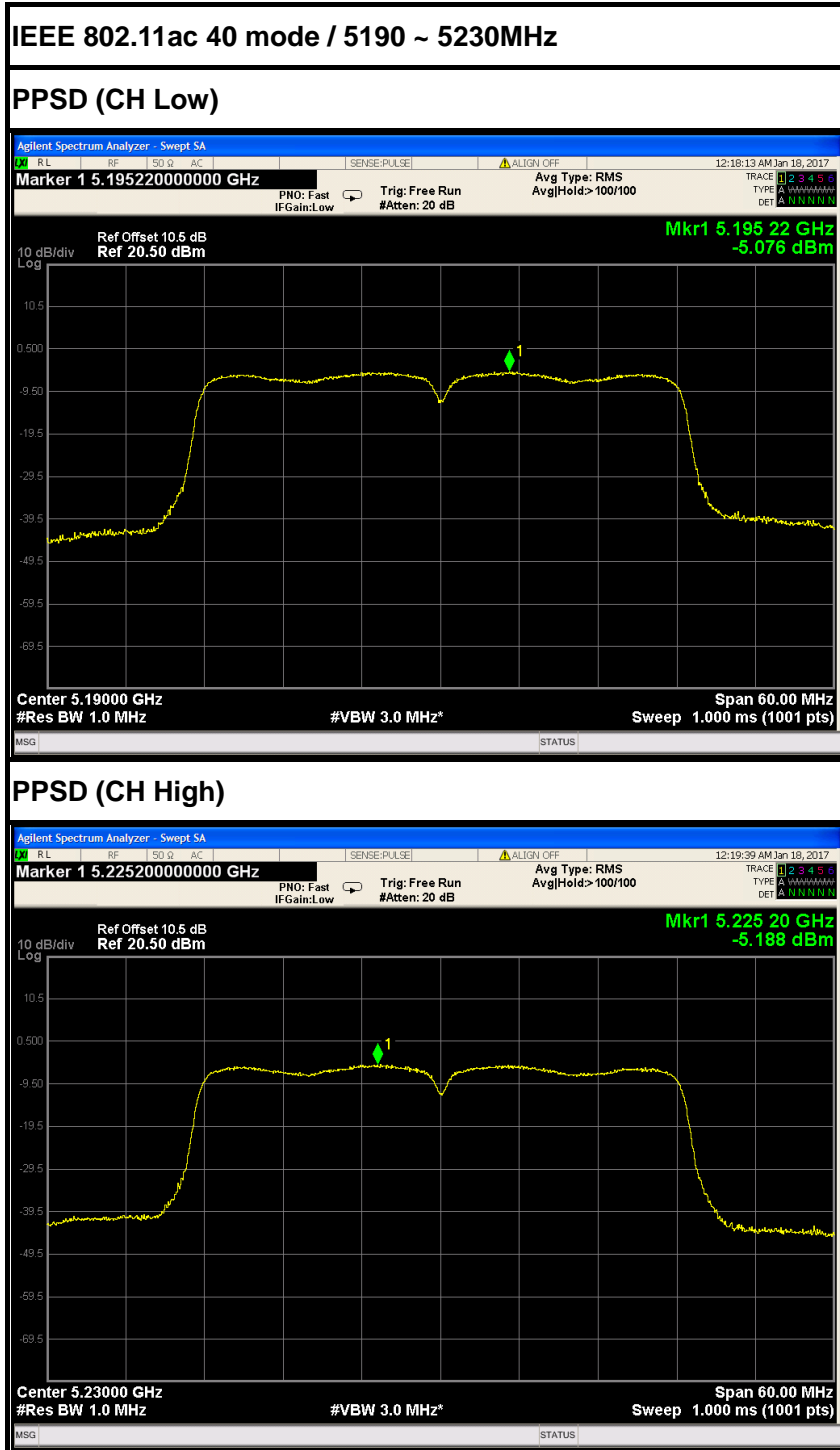 IEEE 802.11ac 40 mode / 5190 ~ 5230MHz
PPSD (CH Low)
Agilent Spectrum Analyzer - Swept SA
LXI RL RF 50 Ω AC SENSE:PULSE ALIGN OFF 12:18:13 AM Jan 18, 2017
Marker 1 5.195220000000 GHz
PNO: Fast
IFGain:Low
Trig: Free Run
#Atten: 20 dB
Avg Type: RMS
Avg|Hold:>100/100
TRACE 1 2 3 4 5 6
TYPE A WWWWW
DET A N N N N N
Mkr1 5.195 22 GHz
-5.076 dBm
Ref Offset 10.5 dB
10 dB/div Ref 20.50 dBm
Log
10.5
0.500
1
-9.50
-19.5
-29.5
-39.5
-49.5
-59.5
-69.5
Center 5.19000 GHz Span 60.00 MHz
#Res BW 1.0 MHz #VBW 3.0 MHz* Sweep 1.000 ms (1001 pts)
MSG STATUS
PPSD (CH High)
Agilent Spectrum Analyzer - Swept SA
LXI RL RF 50 Ω AC SENSE:PULSE ALIGN OFF 12:19:39 AM Jan 18, 2017
Marker 1 5.225200000000 GHz
PNO: Fast
IFGain:Low
Trig: Free Run
#Atten: 20 dB
Avg Type: RMS
Avg|Hold:>100/100
TRACE 1 2 3 4 5 6
TYPE A WWWWW
DET A N N N N N
Mkr1 5.225 20 GHz
-5.188 dBm
Ref Offset 10.5 dB
10 dB/div Ref 20.50 dBm
Log
10.5
0.500
1
-9.50
-19.5
-29.5
-39.5
-49.5
-59.5
-69.5
Center 5.23000 GHz Span 60.00 MHz
#Res BW 1.0 MHz #VBW 3.0 MHz* Sweep 1.000 ms (1001 pts)
MSG STATUS